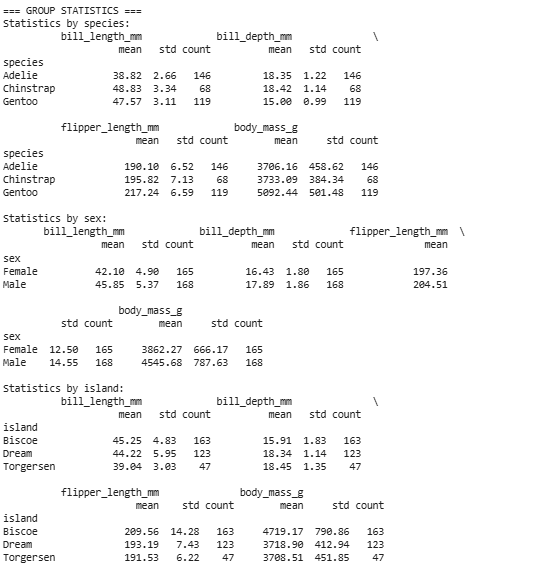 === GROUP STATISTICS ===
Statistics by species:
bill_length_mm bill_depth_mm \
mean std count mean std count
species
Adelie 38.82 2.66 146 18.35 1.22 146
Chinstrap 48.83 3.34 68 18.42 1.14 68
Gentoo 47.57 3.11 119 15.00 0.99 119
flipper_length_mm body_mass_g
mean std count mean std count
species
Adelie 190.10 6.52 146 3706.16 458.62 146
Chinstrap 195.82 7.13 68 3733.09 384.34 68
Gentoo 217.24 6.59 119 5092.44 501.48 119
Statistics by sex:
bill_length_mm bill_depth_mm flipper_length_mm \
mean std count mean std count mean
sex
Female 42.10 4.90 165 16.43 1.80 165 197.36
Male 45.85 5.37 168 17.89 1.86 168 204.51
body_mass_g
std count mean std count
sex
Female 12.50 165 3862.27 666.17 165
Male 14.55 168 4545.68 787.63 168
Statistics by island:
bill_length_mm bill_depth_mm \
mean std count mean std count
island
Biscoe 45.25 4.83 163 15.91 1.83 163
Dream 44.22 5.95 123 18.34 1.14 123
Torgersen 39.04 3.03 47 18.45 1.35 47
flipper_length_mm body_mass_g
mean std count mean std count
island
Biscoe 209.56 14.28 163 4719.17 790.86 163
Dream 193.19 7.43 123 3718.90 412.94 123
Torgersen 191.53 6.22 47 3708.51 451.85 47